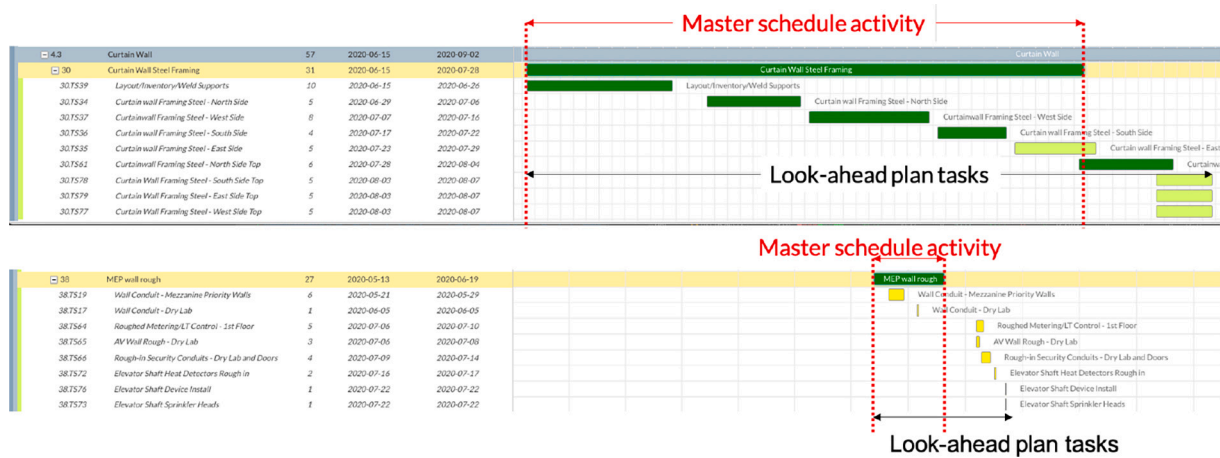 Master schedule activity
4.3 Curtain Wall 57 2020-06-15 2020-09-02 Curtain Wall
30 Curtain Wall Steel Framing 31 2020-06-15 2020-07-28 Curtain Wall Steel Framing
30.TS39 Layout/Inventory/Weld Supports 10 2020-06-15 2020-06-26 Layout/Inventory/Weld Supports
30.TS34 Curtain wall Framing Steel - North Side 5 2020-06-29 2020-07-06 Curtain wall Framing Steel - North Side
30.TS37 Curtainwall Framing Steel - West Side 8 2020-07-07 2020-07-16 Curtainwall Framing Steel - West Side
30.TS36 Curtain wall Framing Steel - South Side 4 2020-07-17 2020-07-22 Curtain wall Framing Steel - South Side
30.TS35 Curtain wall Framing Steel - East Side 5 2020-07-23 2020-07-29 Curtain wall Framing Steel - East
30.TS61 Curtainwall Framing Steel - North Side Top 6 2020-07-28 2020-08-04 Curtainw
30.TS78 Curtain Wall Framing Steel - South Side Top 5 2020-08-03 2020-08-07
Look-ahead plan tasks
30.TS79 Curtain Wall Framing Steel - East Side Top 5 2020-08-03 2020-08-07
30.TS77 Curtain Wall Framing Steel - West Side Top 5 2020-08-03 2020-08-07
Master schedule activity
38 MEP wall rough 27 2020-05-13 2020-06-19 MEP wall rough
38.TS19 Wall Conduit - Mezzanine Priority Walls 6 2020-05-21 2020-05-29 Wall Conduit - Mezzanine Priority Walls
38.TS17 Wall Conduit - Dry Lab 1 2020-06-05 2020-06-05 Wall Conduit - Dry Lab
38.TS64 Roughed Metering/LT Control - 1st Floor 5 2020-07-06 2020-07-10 Roughed Metering/LT Control - 1st Floor
38.TS65 AV Wall Rough - Dry Lab 3 2020-07-06 2020-07-08 AV Wall Rough - Dry Lab
38.TS66 Rough-in Security Conduits - Dry Lab and Doors 4 2020-07-09 2020-07-14 Rough-in Security Conduits - Dry Lab and Doors
38.TS72 Elevator Shaft Heat Detectors Rough in 2 2020-07-16 2020-07-17 Elevator Shaft Heat Detectors Rough in
38.TS76 Elevator Shaft Device Install 1 2020-07-22 2020-07-22 Elevator Shaft Device Install
38.TS73 Elevator Shaft Sprinkler Heads 1 2020-07-22 2020-07-22 Elevator Shaft Sprinkler Heads
Look-ahead plan tasks